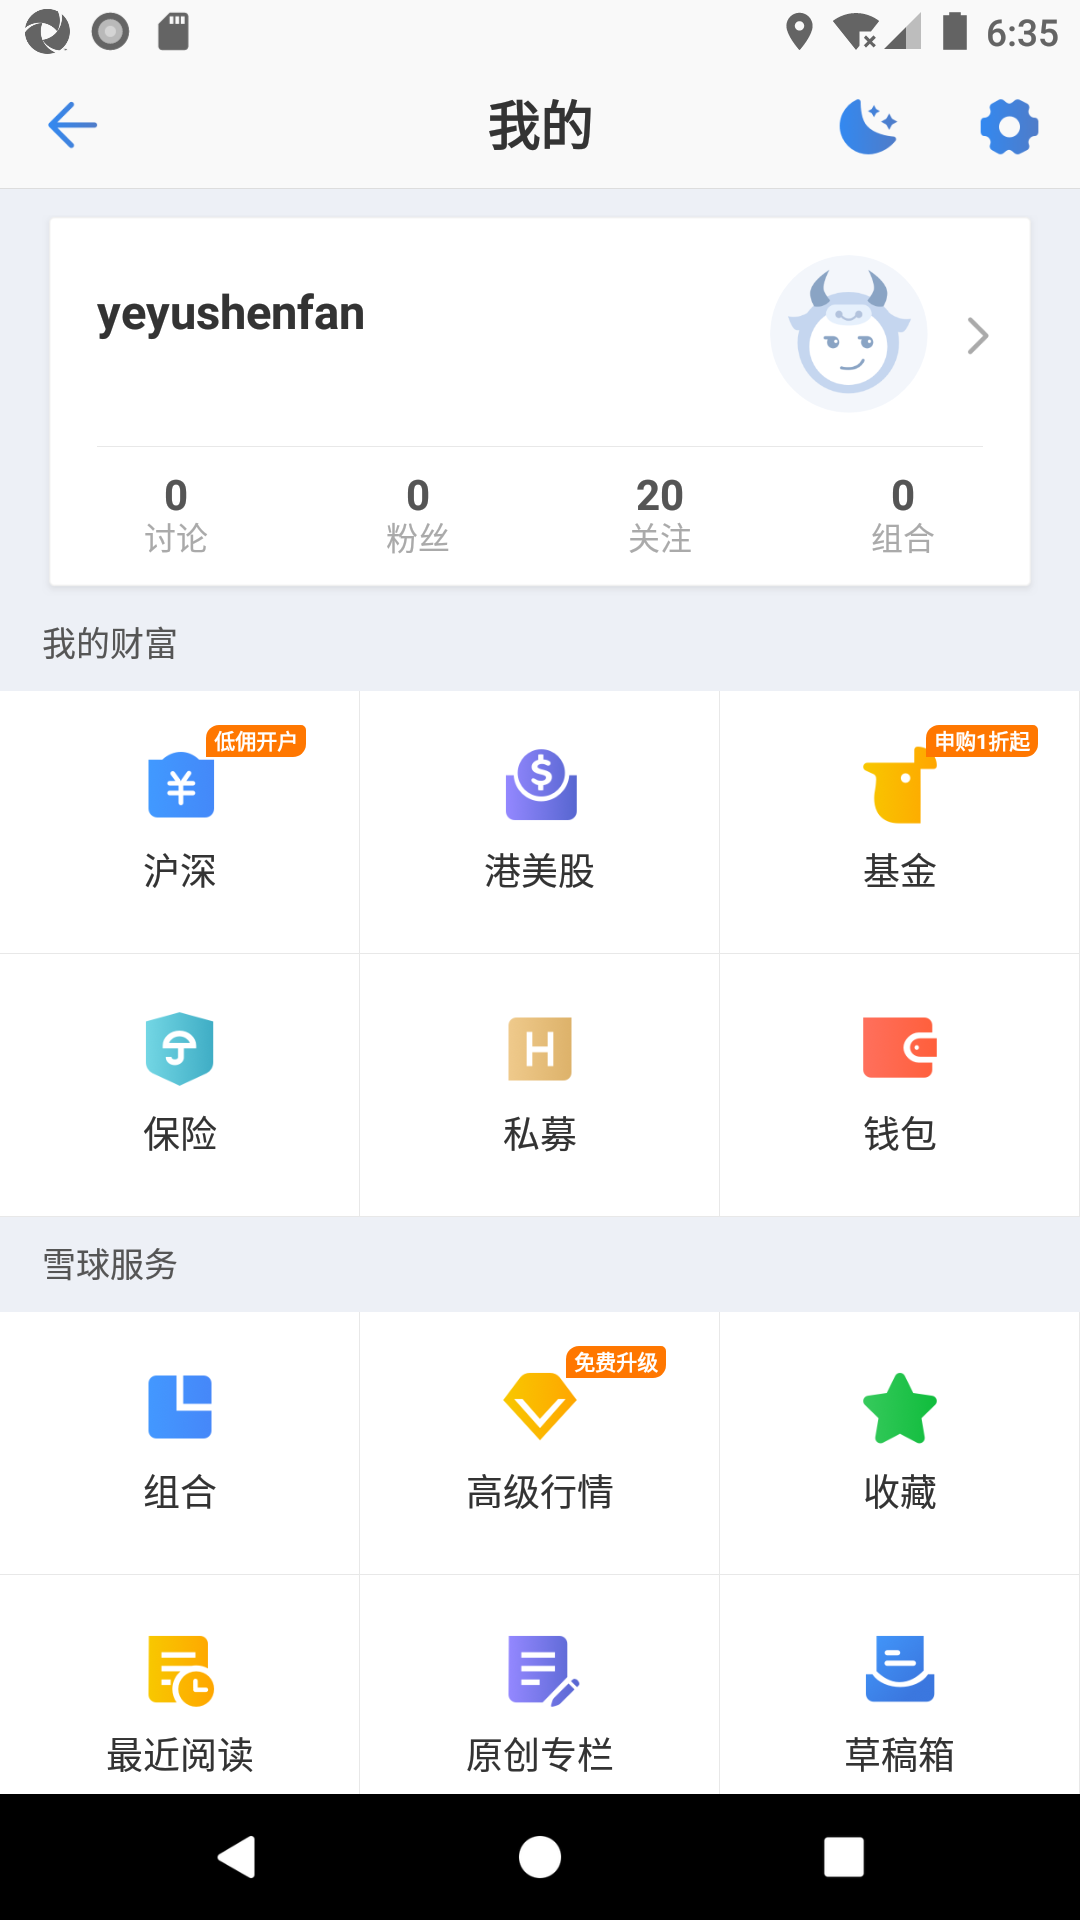 6:35
我的
yeyushenfan
0 0 20 0
讨论 粉丝 关注 组合
我的财富
低佣开户 申购1折起
沪深 港美股 基金
保险 私募 钱包
雪球服务
免费升级
组合 高级行情 收藏
最近阅读 原创专栏 草稿箱